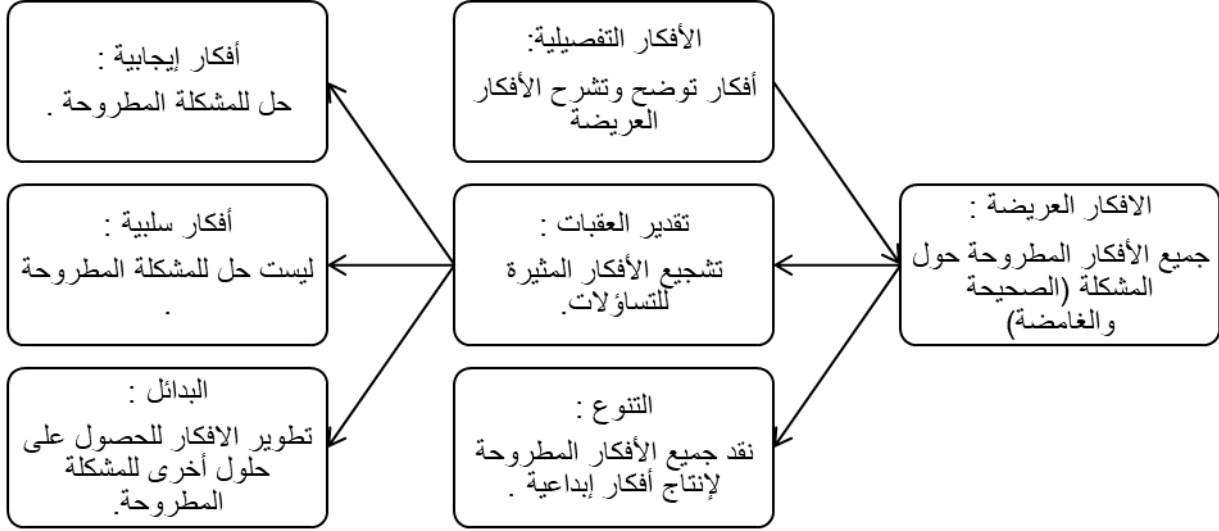 الافكار العريضة :
جميع الأفكار المطروحة حول
المشكلة (الصحيحة
والغامضة)
الأفكار التفصيلية:
أفكار توضح وتشرح الأفكار
العريضة
تقدير العقبات :
تشجيع الأفكار المثيرة
للتساؤلات.
التنوع :
نقد جميع الأفكار المطروحة
لإنتاج أفكار إبداعية .
أفكار إيجابية :
حل للمشكلة المطروحة .
أفكار سلبية :
ليست حل للمشكلة المطروحة
.
البدائل :
تطوير الافكار للحصول على
حلول أخرى للمشكلة
المطروحة.